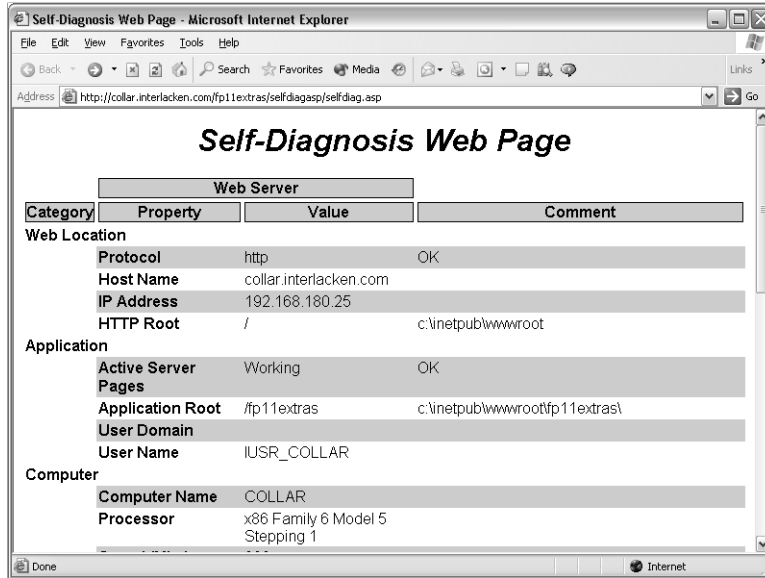 Self-Diagnosis Web Page - Microsoft Internet Explorer
File Edit View Favorites Tools Help
Back Search Favorites Media Links
Address http://collar.interlacken.com/fp11extras/selfdiagasp/selfdiag.asp Go
Self-Diagnosis Web Page
Web Server
Category Property Value Comment
Web Location
Protocol http OK
Host Name collar.interlacken.com
IP Address 192.168.180.25
HTTP Root / c:\inetpub\wwwroot
Application
Active Server Working OK
Pages
Application Root /fp11extras c:\inetpub\wwwroot\fp11extras\
User Domain
User Name IUSR_COLLAR
Computer
Computer Name COLLAR
Processor x86 Family 6 Model 5
Stepping 1
Done Internet